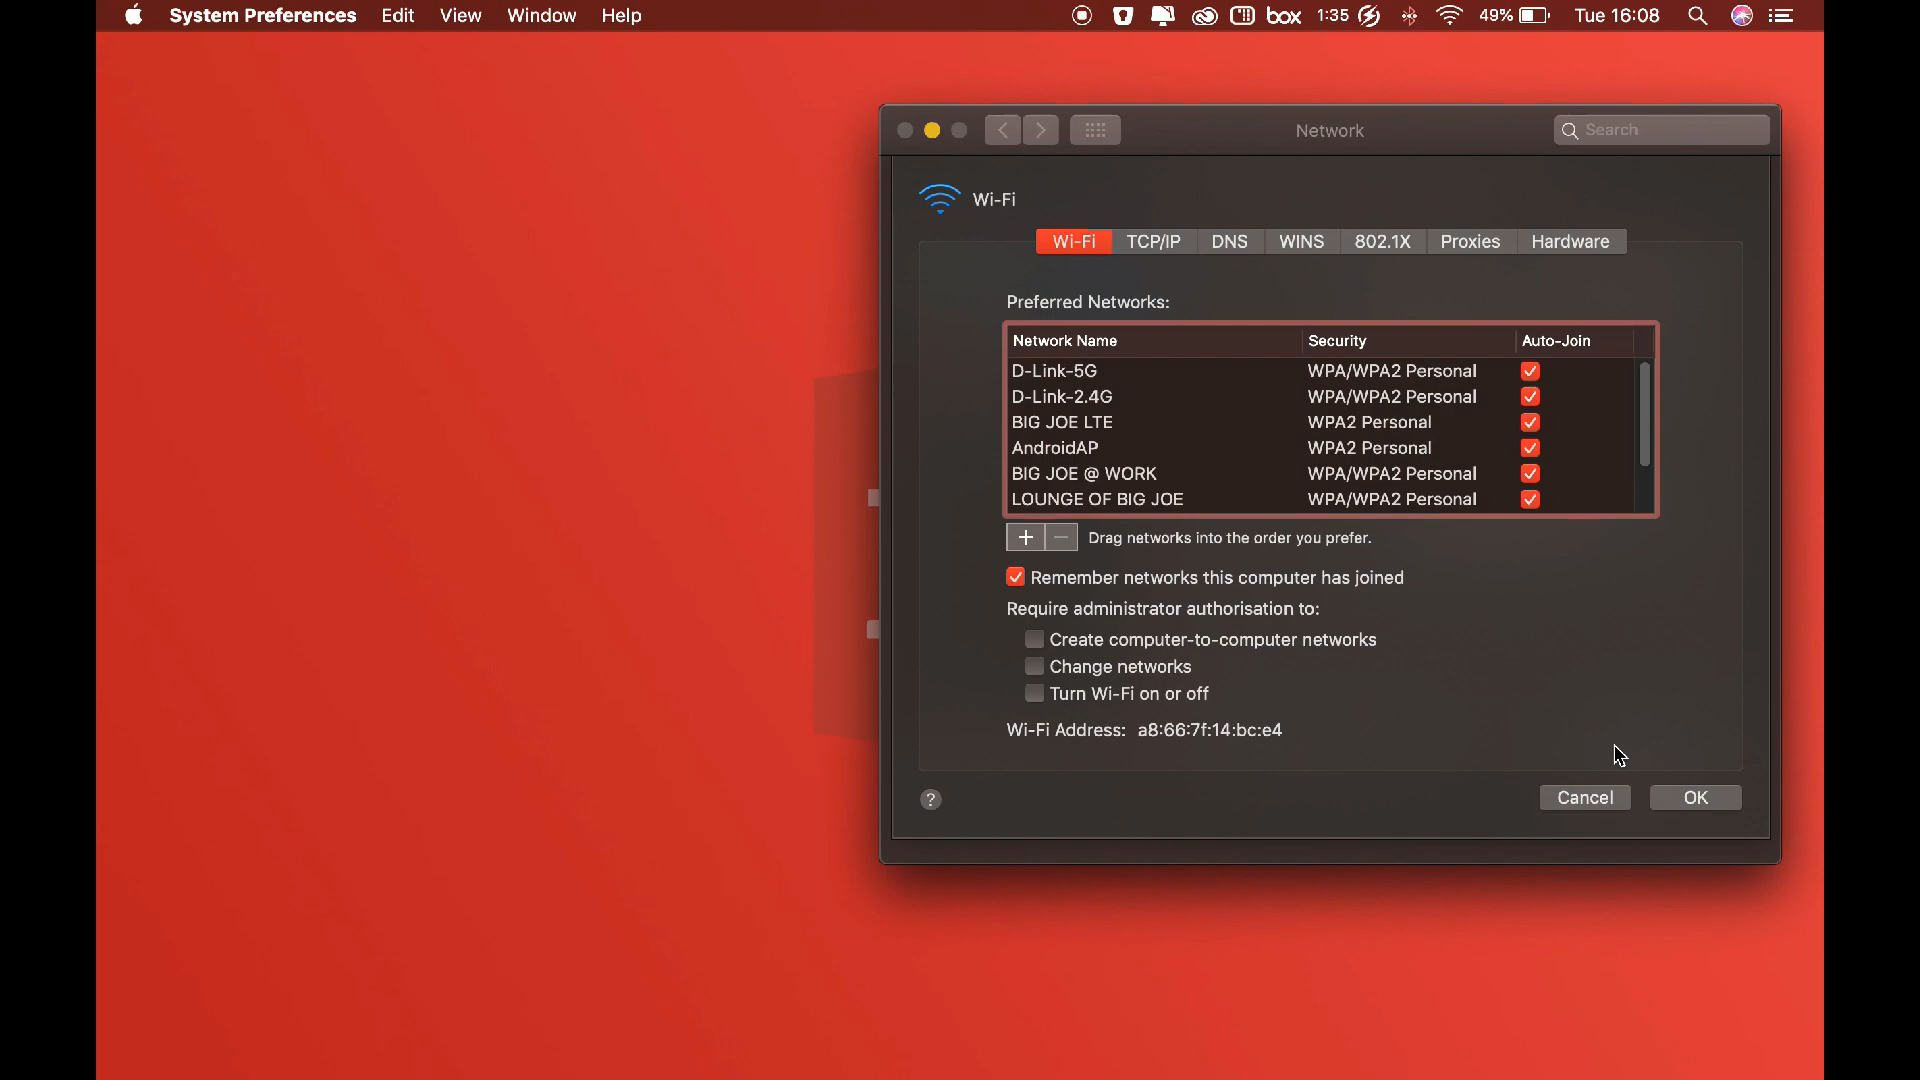 System Preferences Edit View Window Help box 1:35 49% Tue 16:08
Network Search
Wi-Fi
Wi-Fi TCP/IP DNS WINS 802.1X Proxies Hardware
Preferred Networks:
Network Name Security Auto-Join
D-Link-5G WPA/WPA2 Personal
D-Link-2.4G WPA/WPA2 Personal
BIG JOE LTE WPA2 Personal
AndroidAP WPA2 Personal
BIG JOE @ WORK WPA/WPA2 Personal
LOUNGE OF BIG JOE WPA/WPA2 Personal
+ − Drag networks into the order you prefer.
Remember networks this computer has joined
Require administrator authorisation to:
Create computer-to-computer networks
Change networks
Turn Wi-Fi on or off
Wi-Fi Address: a8:66:7f:14:bc:e4
? Cancel OK